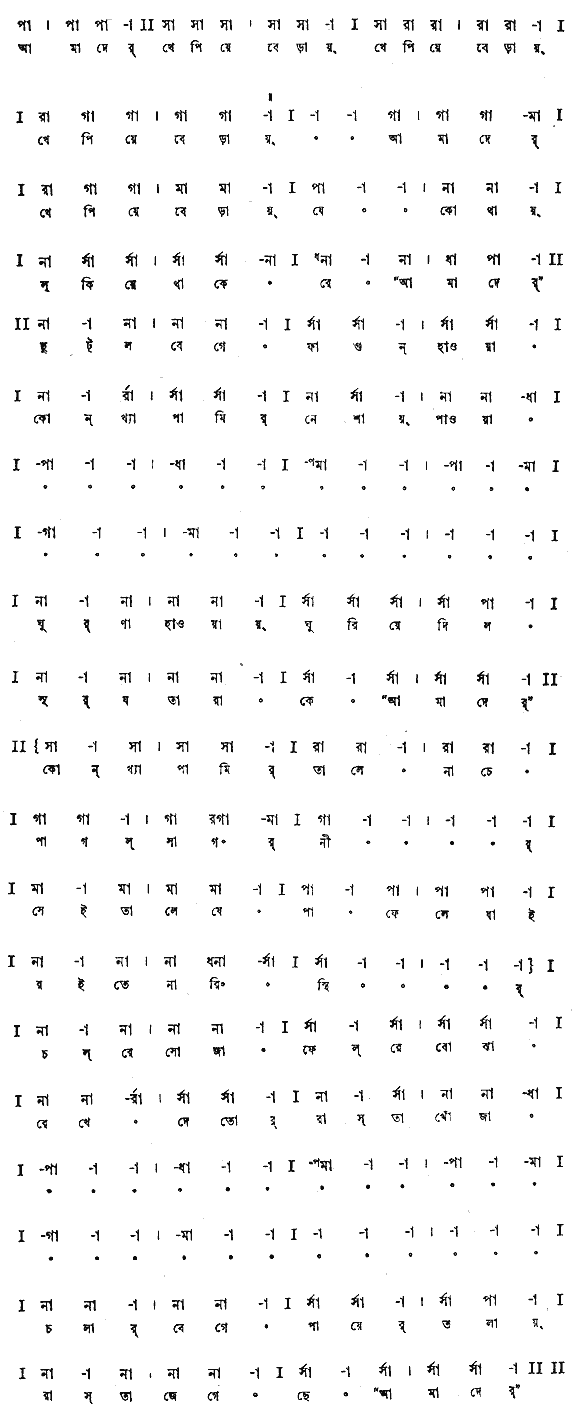 পা । পা পা -া II সা সা সা । সা সা -া I সা রা রা । রা রা -া I
আ মা দে র্ খে পি য়ে বে ড়া য়্ খে পি য়ে বে ড়া য়্
I রা গা গা । গা গা -া I -া -া গা । গা গা -মা I
খে পি য়ে বে ড়া য়্ ॰ ॰ আ মা দে র্
I রা গা গা । মা মা -া I পা -া -া । না না -া I
খে পি য়ে বে ড়া য়্ যে ॰ ॰ কো থা য়্
I না র্সা র্সা । র্সা র্সা -না I ধনা -া না । ধা পা -া II
লু কি য়ে থা কে ॰ রে ॰ “আ মা দে র্”
II না -া না । না না -া I র্সা র্সা -া । র্সা র্সা -া I
ছু ট্ ল বে গে ॰ ফা গু ন্ হাও য়া ॰
I না -া র্রা । র্সা র্সা -া I না র্সা -া । না না -ধা I
কো ন্ খ্যা পা মি র্ নে শা য়্ পাও য়া ॰
I -পা -া -া । -ধা -া -া I -পমা -া -া । -পা -া -মা I
॰ ॰ ॰ ॰ ॰ ॰ ॰ ॰ ॰ ॰ ॰ ॰
I -গা -া -া । -মা -া -া I -া -া -া । -া -া -া I
॰ ॰ ॰ ॰ ॰ ॰ ॰ ॰ ॰ ॰ ॰ ॰
I না -া না । না না -া I র্সা র্সা র্সা । র্সা পা -া I
ঘূ র্ ণা হাও য়া য়্ ঘু রি য়ে দি ল ॰
I না -া না । না না -া I র্সা -া র্সা । র্সা র্সা -া II
সূ র্ য তা রা ॰ কে ॰ “আ মা দে র্”
II { সা -া সা । সা সা -া I রা রা -া । রা রা -া I
কো ন্ খ্যা পা মি র্ তা লে ॰ না চে ॰
I গা গা -া । গা রগা -মা I গা -া -া । -া -া -া I
পা গ ল্ সা গ॰ র্ নী ॰ ॰ ॰ ॰ র্
I মা -া মা । মা মা -া I পা -া পা । পা পা -া I
সে ই তা লে যে ॰ পা ॰ ফে লে যা ই
I না -া না । না ধনা -র্সা I র্সা -া -া । -া -া -া } I
র ই তে না রি॰ ॰ স্থি ॰ ॰ ॰ ॰ র্
I না -া না । না না -া I র্সা -া র্সা । র্সা র্সা -া I
চ ল্ রে সো জা ॰ ফে ল্ রে বো ঝা ॰
I না না -র্রা । র্সা র্সা -া I না -া র্সা । না না -ধা I
রে খে ॰ দে তো র্ রা স্ তা খোঁ জা ॰
I -পা -া -া । -ধা -া -া I -পমা -া -া । -পা -া -মা I
॰ ॰ ॰ ॰ ॰ ॰ ॰ ॰ ॰ ॰ ॰ ॰
I -গা -া -া । -মা -া -া I -া -া -া । -া -া -া I
॰ ॰ ॰ ॰ ॰ ॰ ॰ ॰ ॰ ॰ ॰ ॰
I না না -া । না না -া I র্সা র্সা -া । র্সা পা -া I
চ লা র্ বে গে ॰ পা য়ে র্ ত লা য়্
I না -া না । না না -া I র্সা -া র্সা । র্সা র্সা -া II II
রা স্ তা জে গে ॰ ছে ॰ “আ মা দে র্”